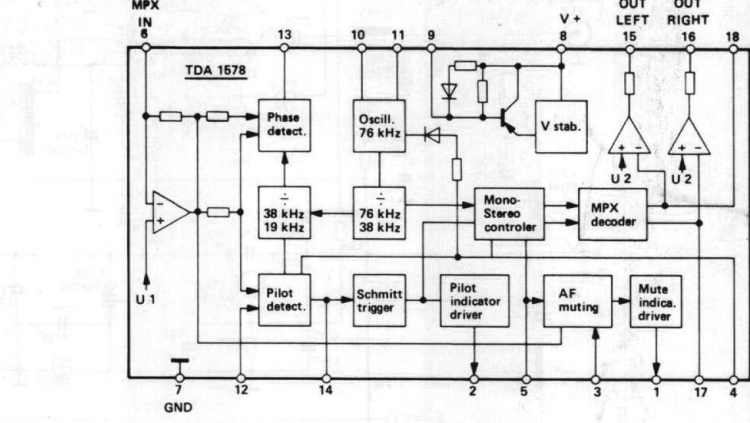 MPX
IN
OUT
LEFT
OUT
RIGHT
V +
6
13
10
11
9
8
15
16
18
TDA 1578
Phase
detect.
Oscill.
76 kHz
V stab.
+ −
+ −
U 2
U 2
−
+
÷
38 kHz
19 kHz
÷
76 kHz
38 kHz
Mono-
Stereo
controler
MPX
decoder
U 1
Pilot
detect.
Schmitt
trigger
Pilot
indicator
driver
AF
muting
Mute
indica.
driver
7
12
14
2
5
3
1
17
4
GND